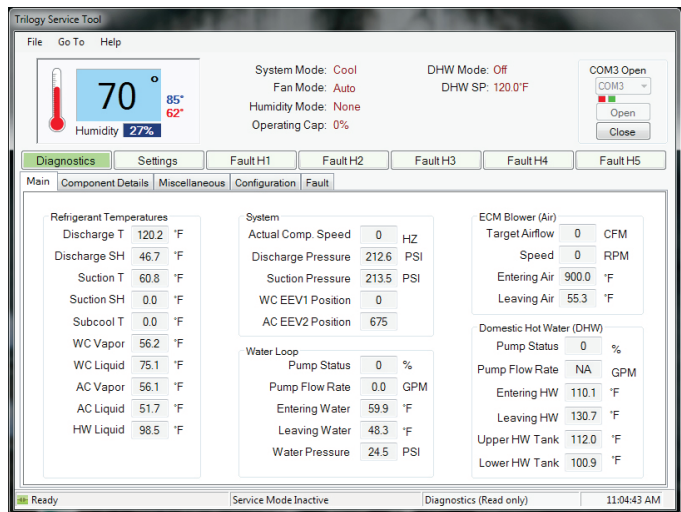 Trilogy Service Tool
File Go To Help
70 °
85°
62°
Humidity 27%
System Mode: Cool
Fan Mode: Auto
Humidity Mode: None
Operating Cap: 0%
DHW Mode: Off
DHW SP: 120.0°F
COM3 Open
COM3
Open
Close
Diagnostics Settings Fault H1 Fault H2 Fault H3 Fault H4 Fault H5
Main Component Details Miscellaneous Configuration Fault
Refrigerant Temperatures
Discharge T 120.2 °F
Discharge SH 46.7 °F
Suction T 60.8 °F
Suction SH 0.0 °F
Subcool T 0.0 °F
WC Vapor 56.2 °F
WC Liquid 75.1 °F
AC Vapor 56.1 °F
AC Liquid 51.7 °F
HW Liquid 98.5 °F
System
Actual Comp. Speed 0 HZ
Discharge Pressure 212.6 PSI
Suction Pressure 213.5 PSI
WC EEV1 Position 0
AC EEV2 Position 675
Water Loop
Pump Status 0 %
Pump Flow Rate 0.0 GPM
Entering Water 59.9 °F
Leaving Water 48.3 °F
Water Pressure 24.5 PSI
ECM Blower (Air)
Target Airflow 0 CFM
Speed 0 RPM
Entering Air 900.0 °F
Leaving Air 55.3 °F
Domestic Hot Water (DHW)
Pump Status 0 %
Pump Flow Rate NA GPM
Entering HW 110.1 °F
Leaving HW 130.7 °F
Upper HW Tank 112.0 °F
Lower HW Tank 100.9 °F
Ready Service Mode Inactive Diagnostics (Read only) 11:04:43 AM